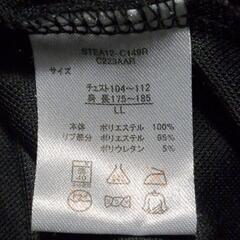 STEA12-C149R
C223AAR
サイズ
チェスト104～112
身長175～185
LL
本体 ポリエステル 100%
リブ部分 ポリエステル 95%
ポリウレタン 5%
40